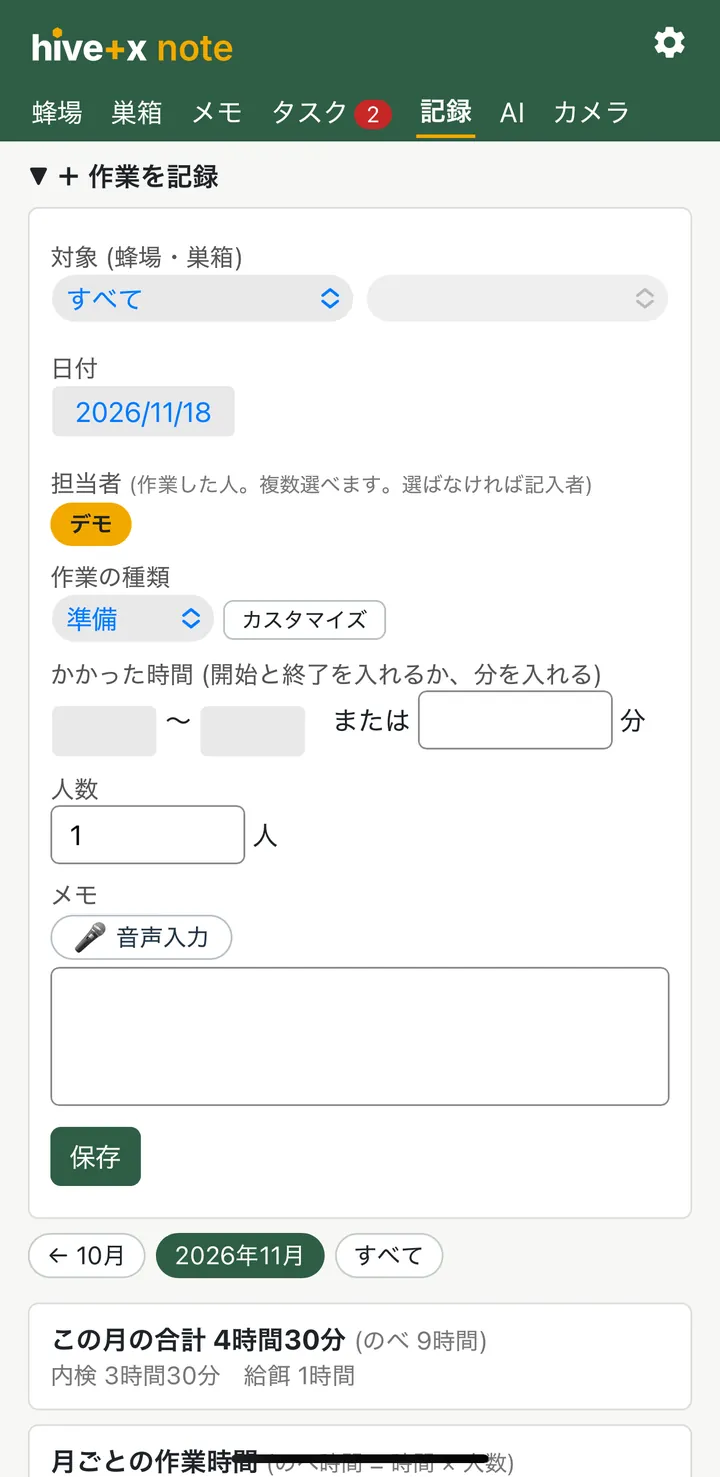 hive+x note
蜂場 巣箱 メモ タスク 2 記録 AI カメラ
▼ + 作業を記録
対象 (蜂場・巣箱)
すべて
日付
2026/11/18
担当者 (作業した人。複数選べます。選ばなければ記入者)
デモ
作業の種類
準備 カスタマイズ
かかった時間 (開始と終了を入れるか、分を入れる)
〜 または 分
人数
1 人
メモ
🎤 音声入力
保存
← 10月 2026年11月 すべて
この月の合計 4時間30分 (のべ 9時間)
内検 3時間30分 給餌 1時間
月ごとの作業時間 (のべ時間 = 時間 × 人数)